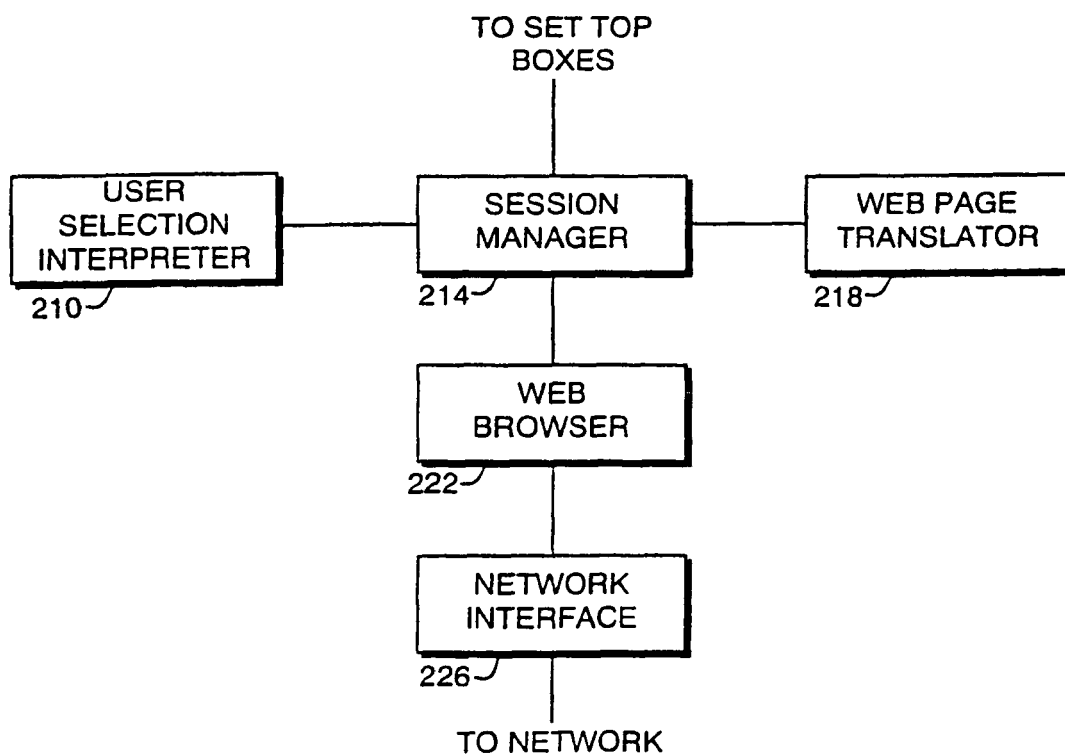 TO SET TOP
BOXES
USER
SELECTION
INTERPRETER
210
SESSION
MANAGER
214
WEB PAGE
TRANSLATOR
218
WEB
BROWSER
222
NETWORK
INTERFACE
226
TO NETWORK